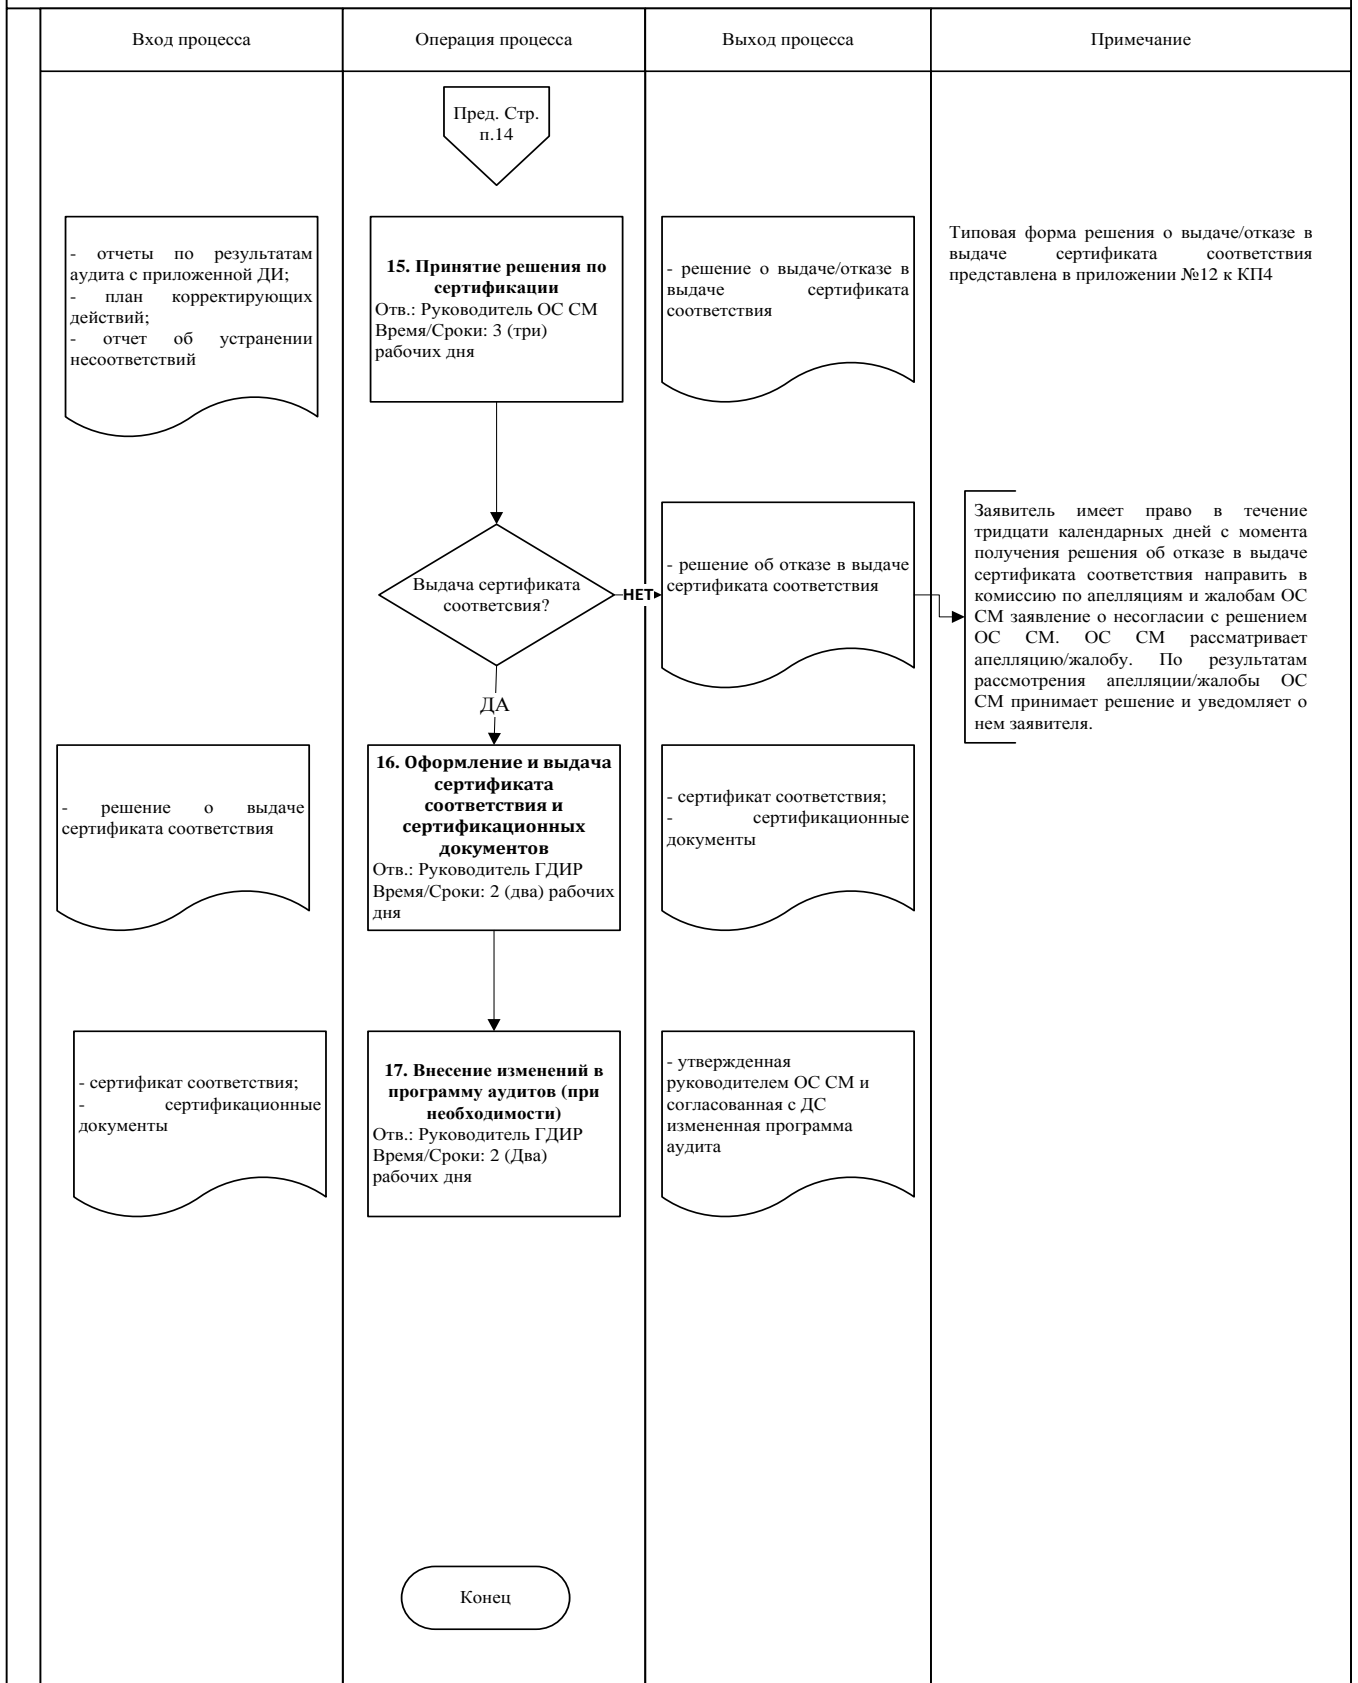 Вход процесса
Операция процесса
Выход процесса
Примечание
Пред. Стр.
п.14
- отчеты по результатам
аудита с приложенной ДИ;
- план корректирующих
действий;
- отчет об устранении
несоответствий
15. Принятие решения по
сертификации
Отв.: Руководитель ОС СМ
Время/Сроки: 3 (три)
рабочих дня
- решение о выдаче/отказе в
выдаче сертификата
соответствия
Типовая форма решения о выдаче/отказе в
выдаче сертификата соответствия
представлена в приложении №12 к КП4
Выдача сертификата
соответсвия?
НЕТ
- решение об отказе в выдаче
сертификата соответствия
Заявитель имеет право в течение
тридцати календарных дней с момента
получения решения об отказе в выдаче
сертификата соответствия направить в
комиссию по апелляциям и жалобам ОС
СМ заявление о несогласии с решением
ОС СМ. ОС СМ рассматривает
апелляцию/жалобу. По результатам
рассмотрения апелляции/жалобы ОС
СМ принимает решение и уведомляет о
нем заявителя.
ДА
- решение о выдаче
сертификата соответствия
16. Оформление и выдача
сертификата
соответствия и
сертификационных
документов
Отв.: Руководитель ГДИР
Время/Сроки: 2 (два) рабочих
дня
- сертификат соответствия;
- сертификационные
документы
- сертификат соответствия;
- сертификационные
документы
17. Внесение изменений в
программу аудитов (при
необходимости)
Отв.: Руководитель ГДИР
Время/Сроки: 2 (Два)
рабочих дня
- утвержденная
руководителем ОС СМ и
согласованная с ДС
измененная программа
аудита
Конец